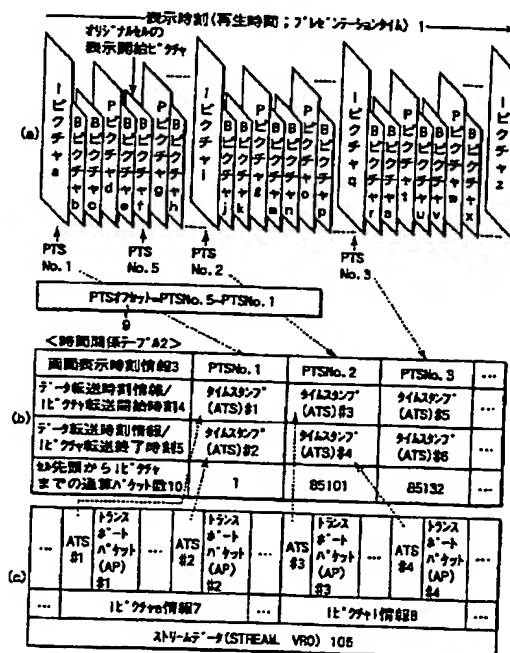 表示時刻(再生時間;プレゼンテーションタイム) 1
オリジナルセルの
表示開始ピクチャ
(a)
Iピクチャa
Bピクチャb
Bピクチャc
Pピクチャd
Bピクチャe
Bピクチャf
Pピクチャg
Bピクチャh
Iピクチャi
Bピクチャj
Bピクチャk
Pピクチャ
Bピクチャm
Bピクチャn
Pピクチャo
Bピクチャp
Iピクチャq
Bピクチャr
Bピクチャs
Pピクチャt
Bピクチャu
Bピクチャv
Pピクチャw
Bピクチャx
Iピクチャz
PTS No.1
PTS No.5
PTS No.2
PTS No.3
PTSオフセット=PTSNo.5-PTSNo.1
9
<時間関係テーブル2>
(b)
画面表示時刻情報3 PTSNo.1 PTSNo.2 PTSNo.3 …
データ転送時刻情報/ Iピクチャ転送開始時刻4 タイムスタンプ(ATS)#1 タイムスタンプ(ATS)#3 タイムスタンプ(ATS)#5 …
データ転送時刻情報/ Iピクチャ転送終了時刻5 タイムスタンプ(ATS)#2 タイムスタンプ(ATS)#4 タイムスタンプ(ATS)#6 …
セル先頭からIピクチャまでの通算パケット数10 1 85101 85132 …
(c)
… ATS #1 トランスポートパケット(AP) #1 … ATS #2 トランスポートパケット(AP) #2 … ATS #3 トランスポートパケット(AP) #3 … ATS #4 トランスポートパケット(AP) #4 …
… Iピクチャa情報7 … Iピクチャi情報8 …
ストリームデータ(STREAM. VRO) 106